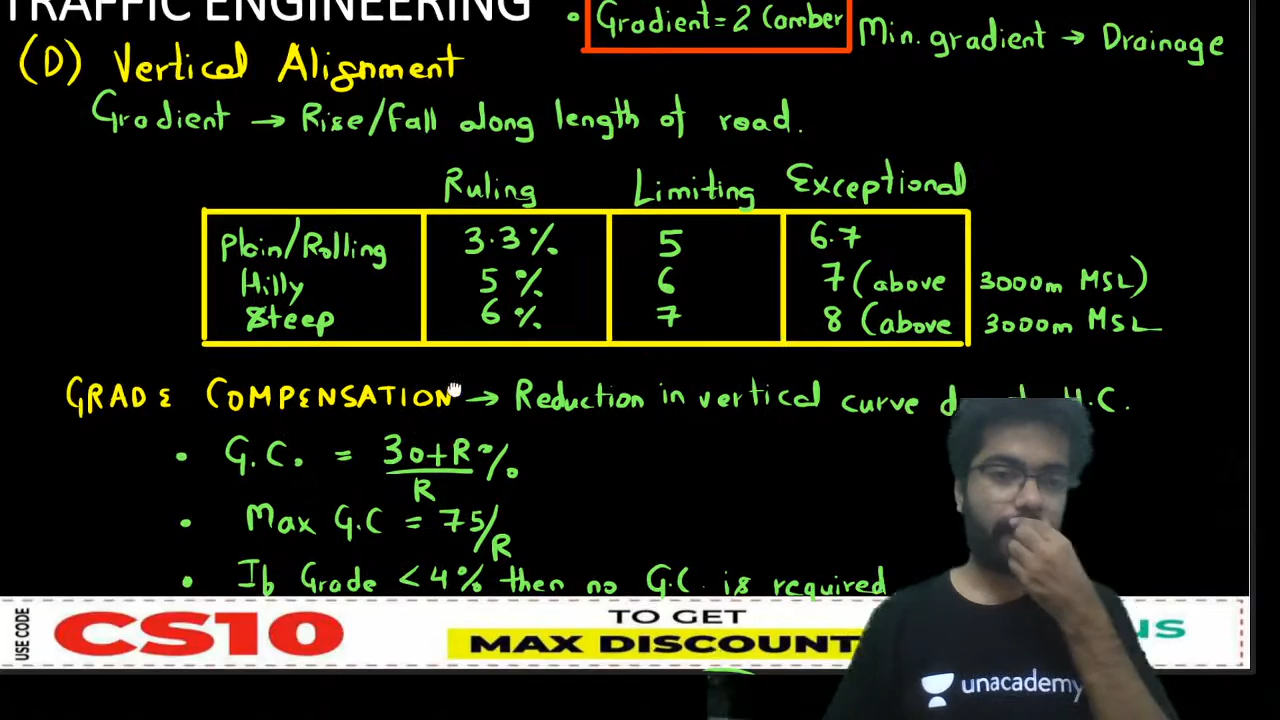 TRAFFIC ENGINEERING
• Gradient = 2 Camber
Min. gradient → Drainage
(D) Vertical Alignment
Gradient → Rise/Fall along length of road.
Ruling Limiting Exceptional
Plain/Rolling 3.3% 5 6.7
Hilly 5% 6 7 (above 3000m MSL)
Steep 6% 7 8 (above 3000m MSL
GRADE COMPENSATION → Reduction in vertical curve H.C.
• G.C. = 30+R/R %
• Max G.C = 75/R
• If Grade < 4% then no G.C. is required
USE CODE
CS10
TO GET
MAX DISCOUNT
unacademy